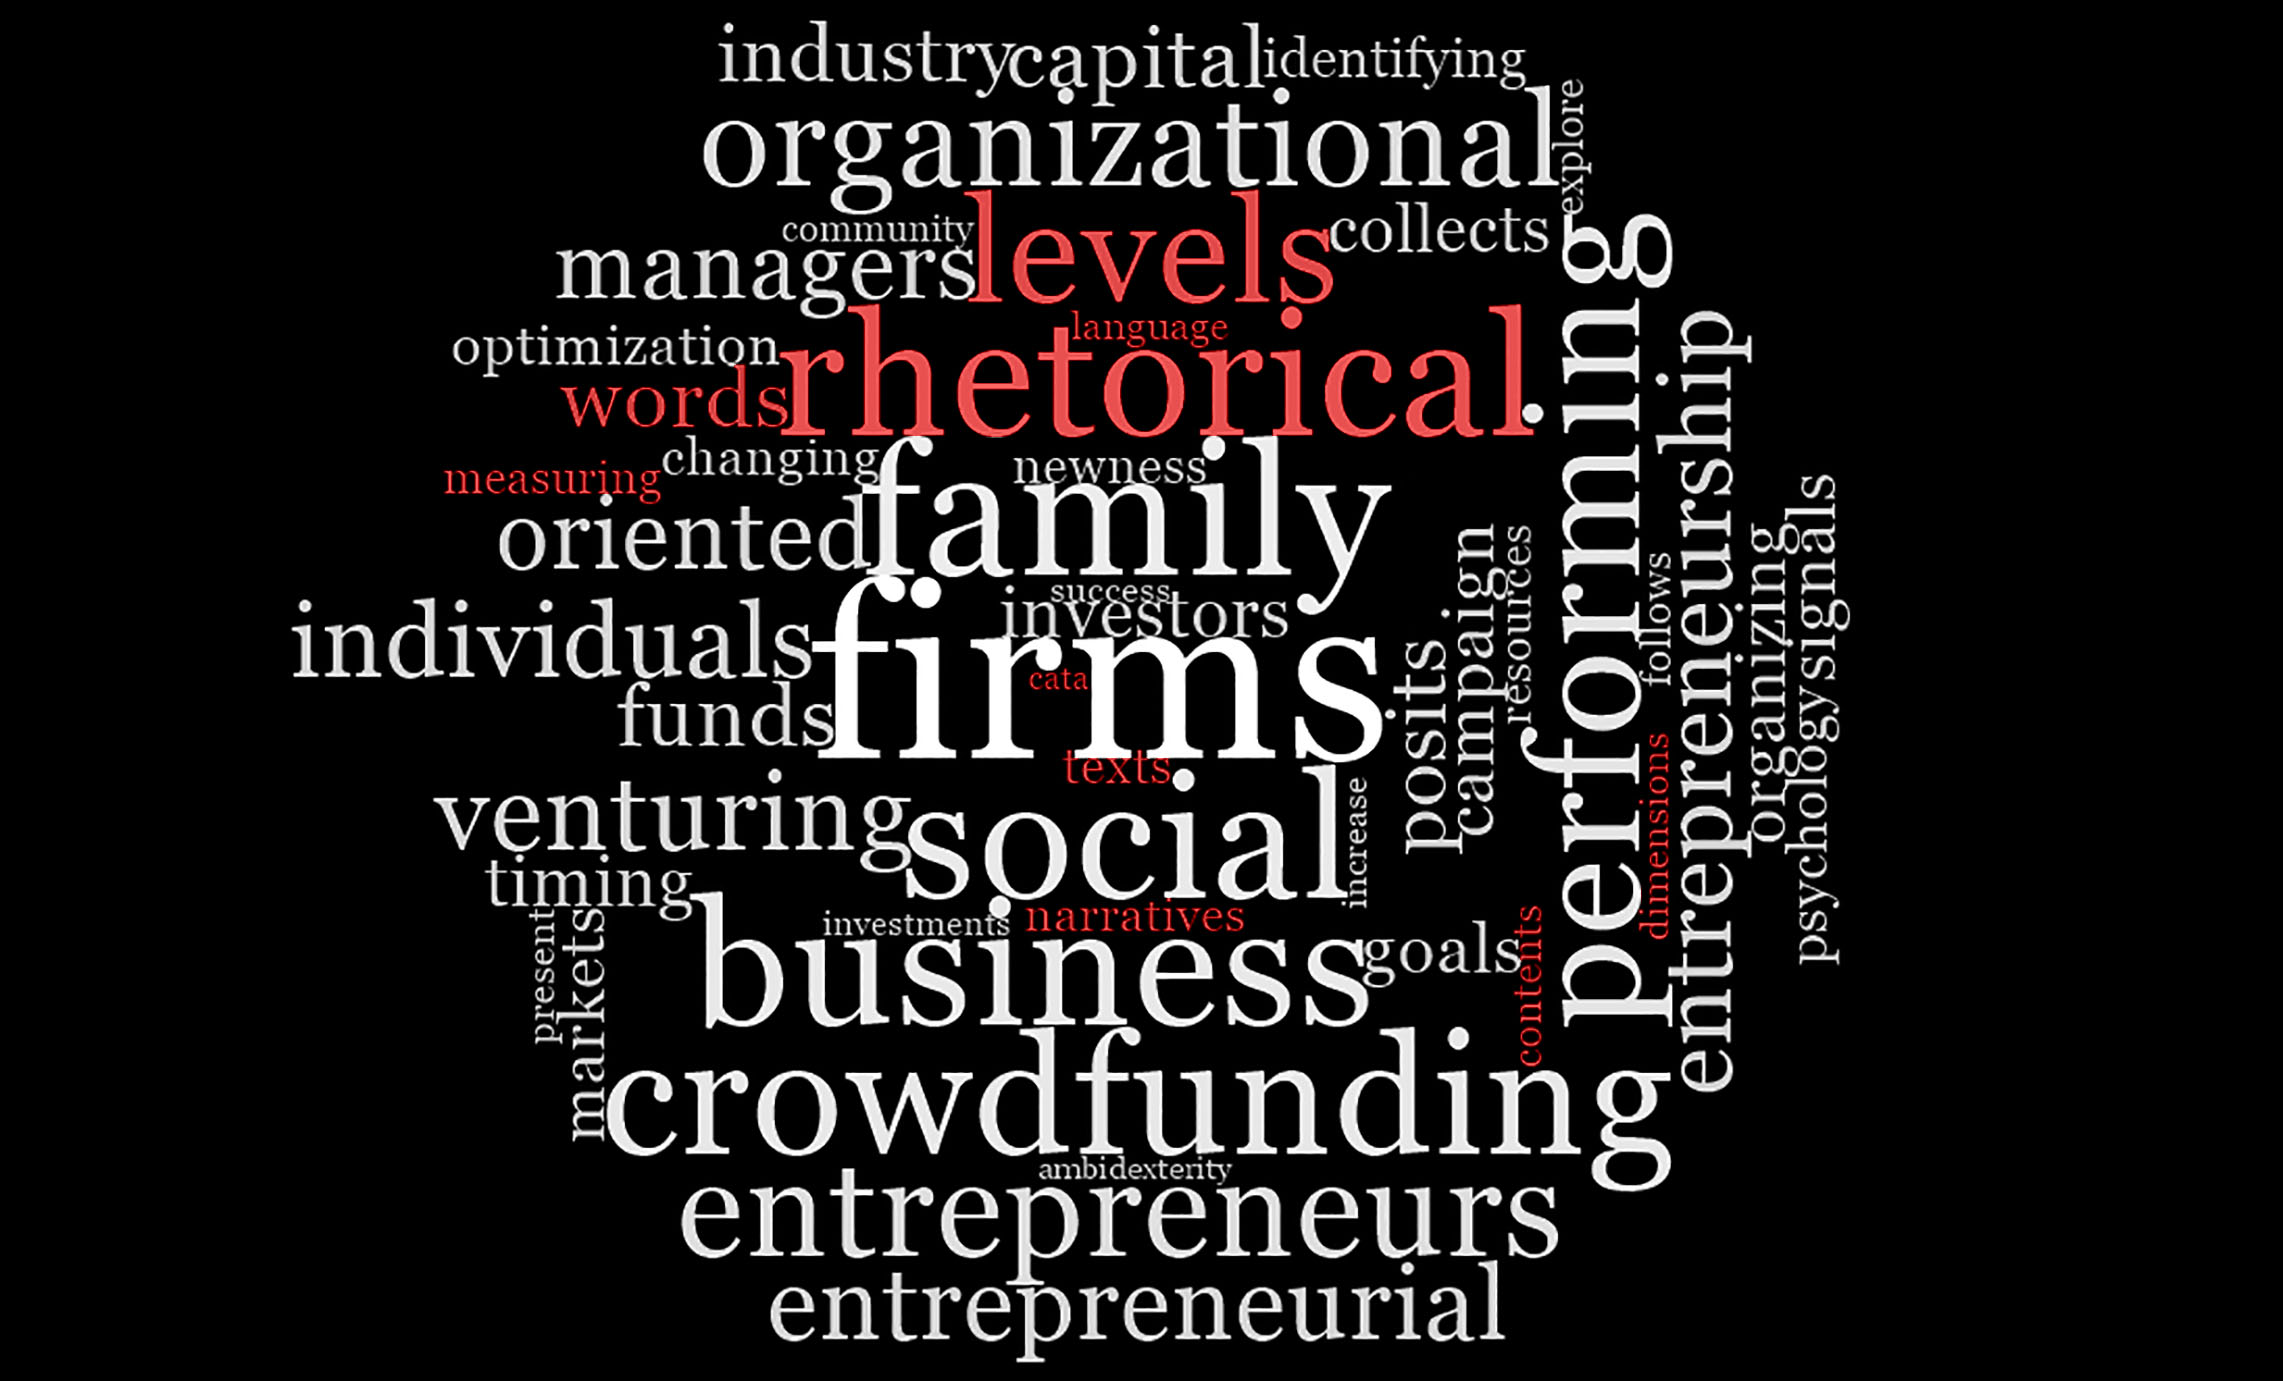 industry capital identifying
organizational
explore
community
collects
managers
levels
language
optimization
rhetorical
words
changing
newness
measuring
family
oriented
success
investors
individuals
firms
cata
funds
texts
venturing
social
increase
posits
campaign
resources
performing
follows
dimensions
entrepreneurship
organizing
signals
psychology
timing
investments
narratives
business
goals
contents
present
markets
crowdfunding
ambidexterity
entrepreneurs
entrepreneurial